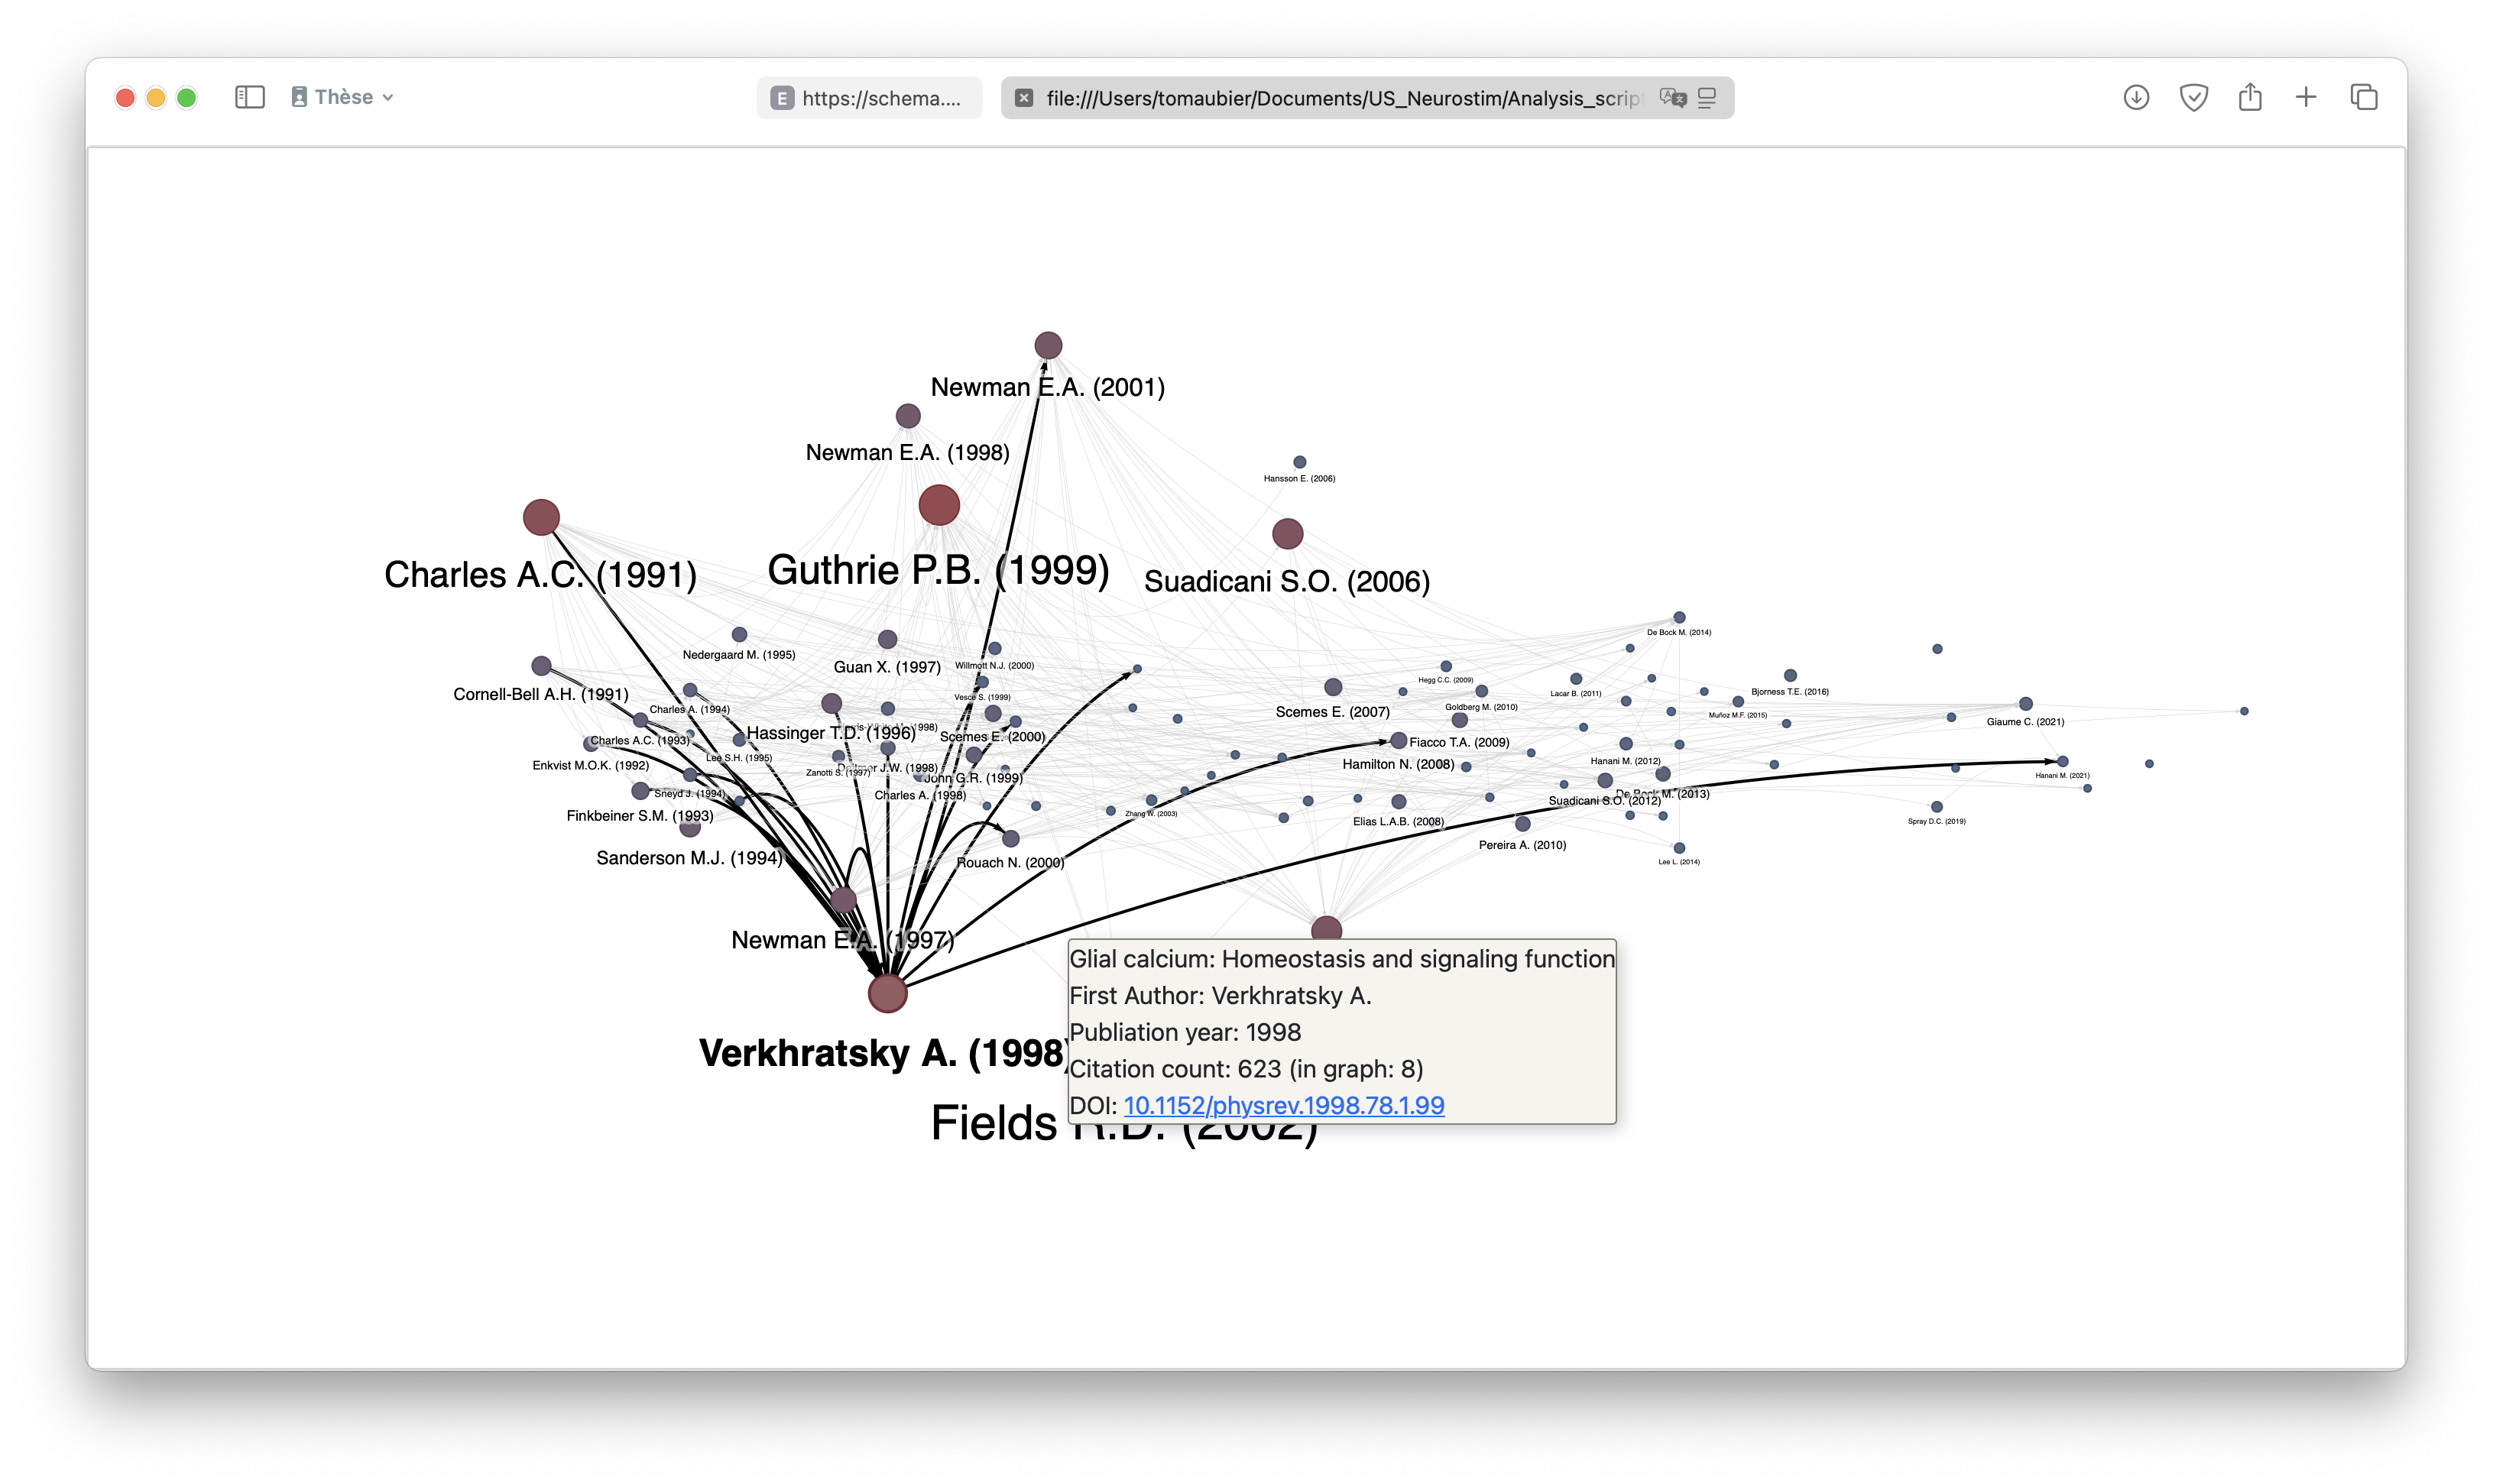 Thèse
E https://schema....
file:///Users/tomaubier/Documents/US_Neurostim/Analysis_script
Newman E.A. (2001)
Newman E.A. (1998)
Hansson E. (2006)
Charles A.C. (1991)
Guthrie P.B. (1999)
Suadicani S.O. (2006)
De Bock M. (2014)
Nedergaard M. (1995)
Guan X. (1997)
Willmott N.J. (2000)
Cornell-Bell A.H. (1991)
Vesce S. (1999)
Hegg C.C. (2009)
Lacar B. (2011)
Bjorness T.E. (2016)
Charles A. (1994)
Scemes E. (2007)
Goldberg M. (2010)
Muñoz M.F. (2015)
Giaume C. (2021)
Hassinger T.D. (1996)
1998)
Scemes E. (2000)
Charles A.C. (1993)
Fiacco T.A. (2009)
Lee S.H. (1995)
Enkvist M.O.K. (1992)
Zanotti S. (1997)
J.W. (1998)
John G.R. (1999)
Hamilton N. (2008)
Hanani M. (2012)
Hanani M. (2021)
Sneyd J. (1994)
Charles A. (1998)
De Bock M. (2013)
Suadicani S.O. (2012)
Finkbeiner S.M. (1993)
Zhang W. (2003)
Elias L.A.B. (2008)
Spray D.C. (2019)
Sanderson M.J. (1994)
Rouach N. (2000)
Pereira A. (2010)
Lee L. (2014)
Newman E.A. (1997)
Glial calcium: Homeostasis and signaling function
First Author: Verkhratsky A.
Publiation year: 1998
Citation count: 623 (in graph: 8)
DOI: 10.1152/physrev.1998.78.1.99
Verkhratsky A. (1998)
Fields R.D. (2002)